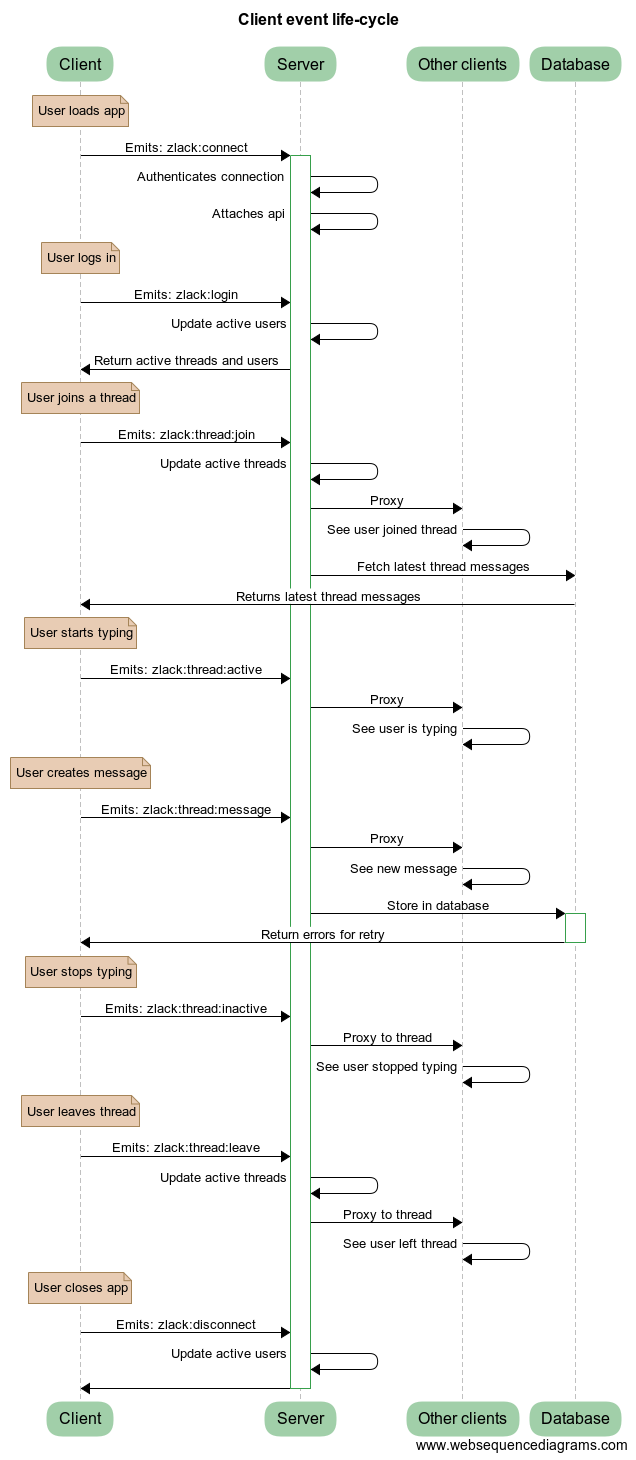 Client event life-cycle
Client
Server
Other clients
Database
User loads app
Emits: zlack:connect
Authenticates connection
Attaches api
User logs in
Emits: zlack:login
Update active users
Return active threads and users
User joins a thread
Emits: zlack:thread:join
Update active threads
Proxy
See user joined thread
Fetch latest thread messages
Returns latest thread messages
User starts typing
Emits: zlack:thread:active
Proxy
See user is typing
User creates message
Emits: zlack:thread:message
Proxy
See new message
Store in database
Return errors for retry
User stops typing
Emits: zlack:thread:inactive
Proxy to thread
See user stopped typing
User leaves thread
Emits: zlack:thread:leave
Update active threads
Proxy to thread
See user left thread
User closes app
Emits: zlack:disconnect
Update active users
Client
Server
Other clients
Database
www.websequencediagrams.com